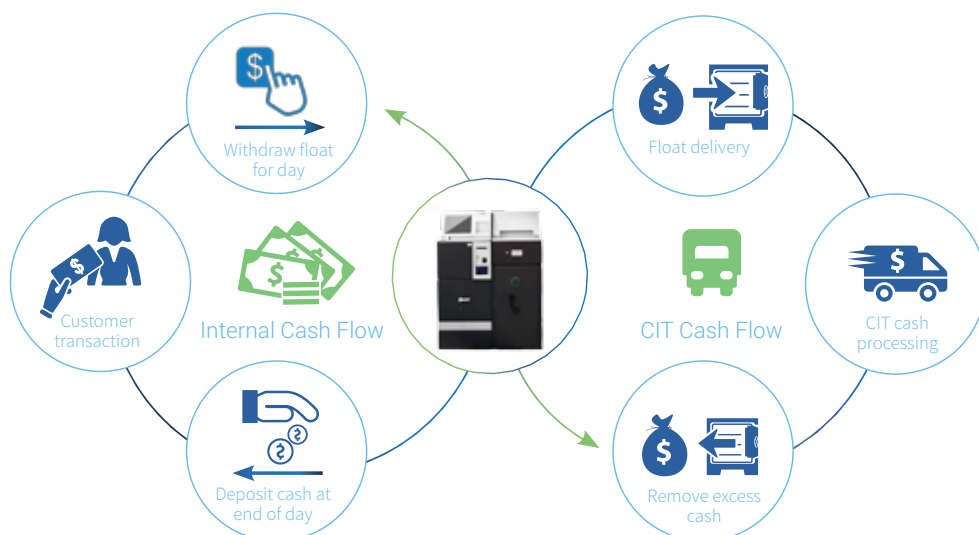 Withdraw float
for day
Float delivery
Customer
transaction
Internal Cash Flow
CIT Cash Flow
CIT cash
processing
Deposit cash at
end of day
Remove excess
cash